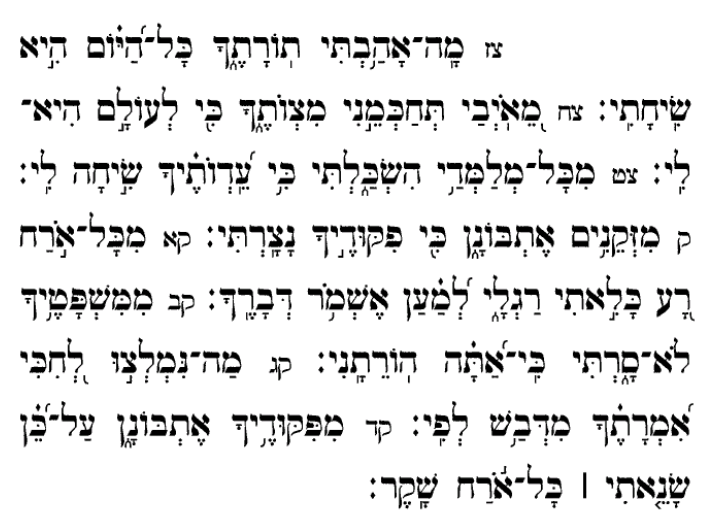 צז מָֽה־אָהַ֥בְתִּי תוֹרָתֶ֑ךָ כׇּל־הַ֝יּ֗וֹם הִ֣יא
שִׂיחָתִֽי׃ צח מֵ֭אֹ֣יְבַי תְּחַכְּמֵ֣נִי מִצְוֺתֶ֑ךָ כִּ֖י לְעוֹלָ֣ם הִיא־
לִֽי׃ צט מִכׇּל־מְלַמְּדַ֥י הִשְׂכַּ֑לְתִּי כִּ֥י עֵ֝דְוֺתֶ֗יךָ שִׂ֣יחָה לִֽי׃
ק מִזְּקֵנִ֥ים אֶתְבּוֹנָ֑ן כִּ֖י פִקּוּדֶ֣יךָ נָצָֽרְתִּי׃ קא מִכׇּל־אֹ֣רַח
רָ֭ע כָּלִ֣אתִי רַגְלָ֑י לְ֝מַ֗עַן אֶשְׁמֹ֥ר דְּבָרֶֽךָ׃ קב מִמִּשְׁפָּטֶ֥יךָ
לֹא־סָ֑רְתִּי כִּֽי־אַ֝תָּ֗ה הוֹרֵתָֽנִי׃ קג מַה־נִּמְלְצ֣וּ לְ֭חִכִּי
אִמְרָתֶ֗ךָ מִדְּבַ֥שׁ לְפִֽי׃ קד מִפִּקּוּדֶ֥יךָ אֶתְבּוֹנָ֑ן עַל־כֵּ֝֗ן
שָׂנֵ֤אתִי ׀ כׇּל־אֹ֬רַח שָֽׁקֶר׃